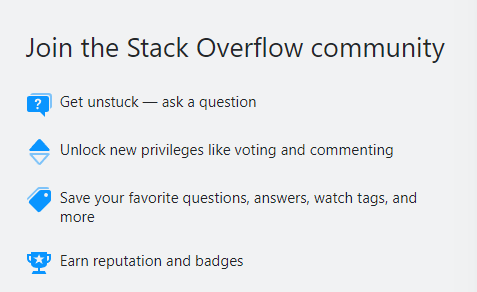 Join the Stack Overflow community
?
Get unstuck — ask a question
Unlock new privileges like voting and commenting
Save your favorite questions, answers, watch tags, and
more
Earn reputation and badges